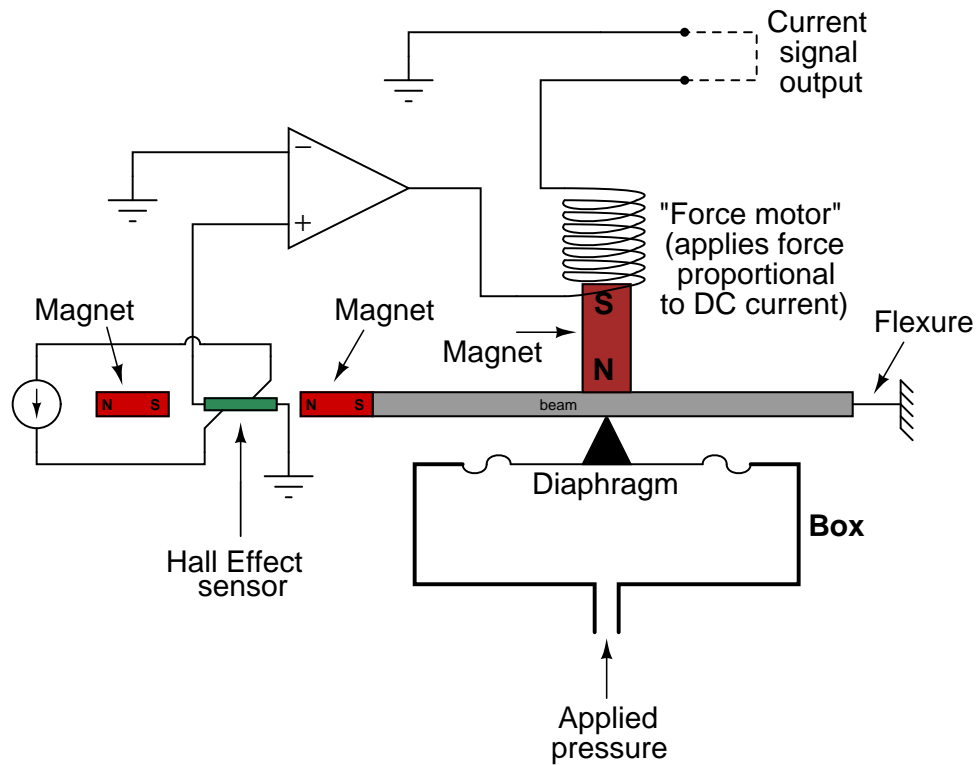 Current
signal
output
−
+
"Force motor"
(applies force
proportional
to DC current)
S
N
Magnet
Magnet
Magnet
Flexure
N S
N S
beam
Diaphragm
Box
Hall Effect
sensor
Applied
pressure